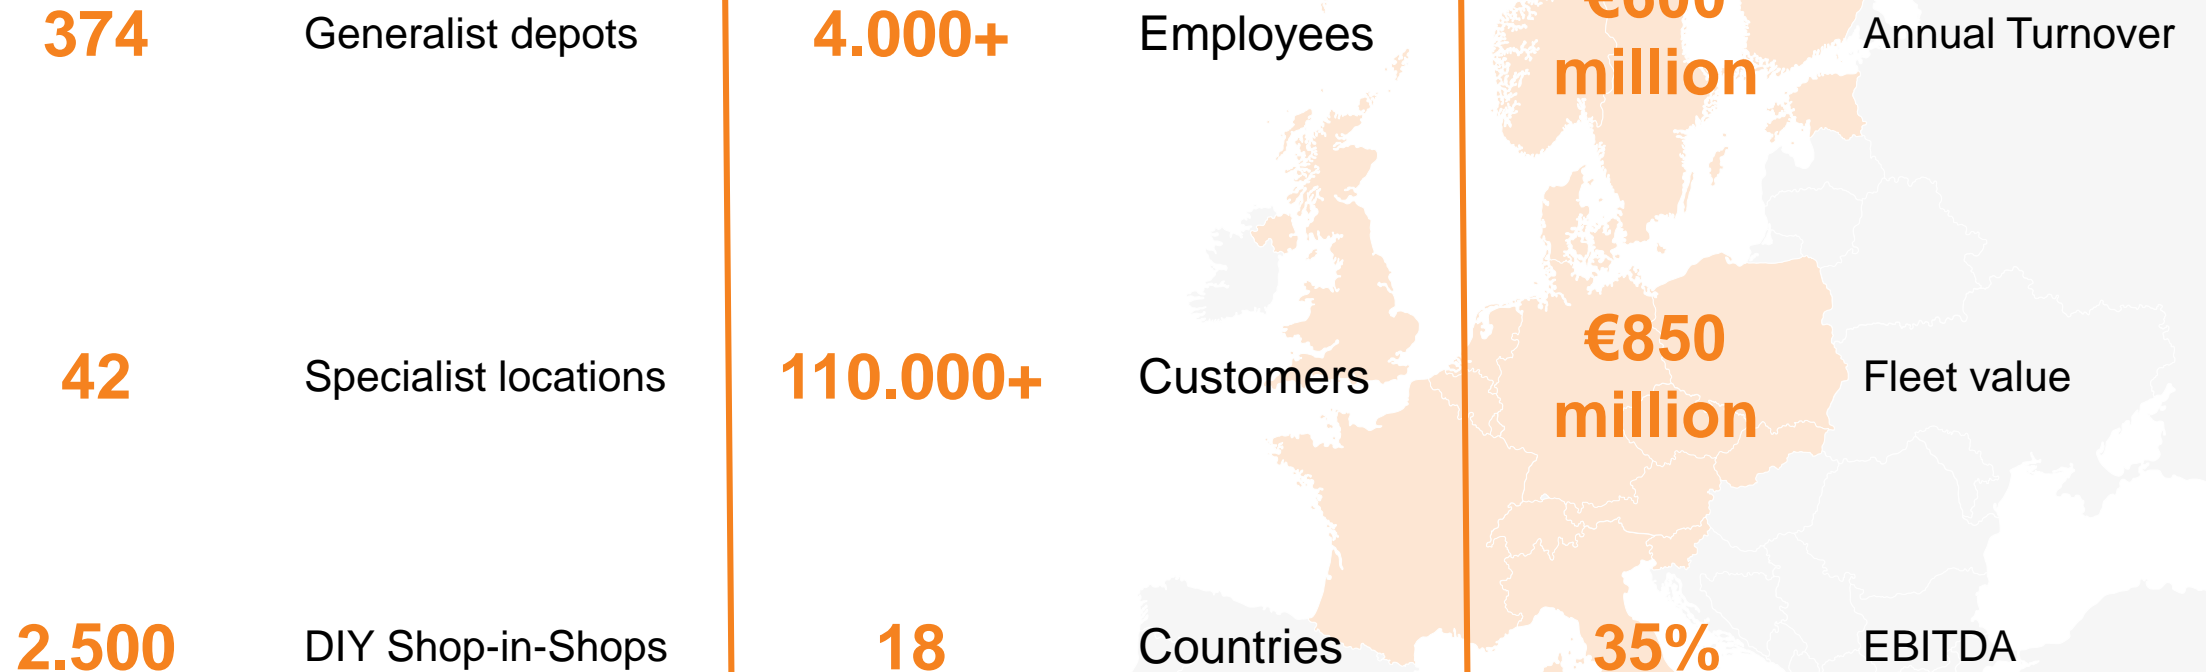 374 Generalist depots 4.000+ Employees €600 million Annual Turnover
42 Specialist locations 110.000+ Customers €850 million Fleet value
2.500 DIY Shop-in-Shops 18 Countries 35% EBITDA